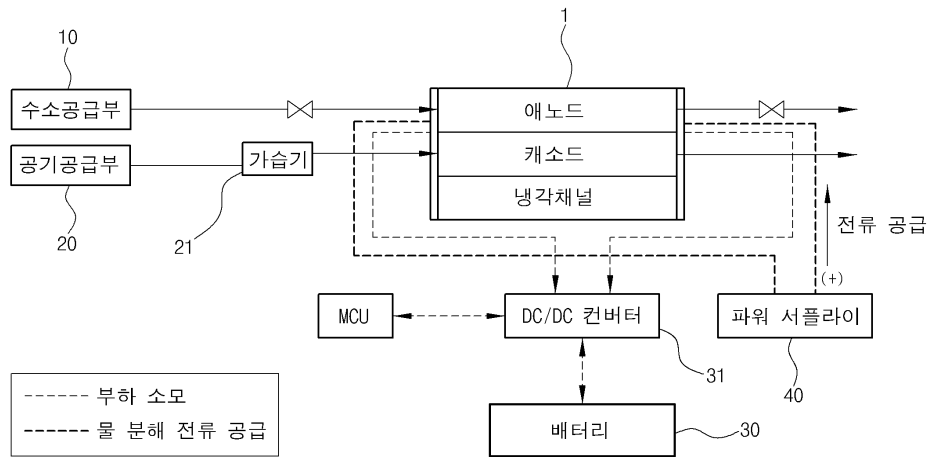 10
1
수소공급부
애노드
공기공급부
가습기
캐소드
냉각채널
20
21
전류 공급
(+)
MCU
DC/DC 컨버터
파워 서플라이
31
40
부하 소모
물 분해 전류 공급
배터리
30